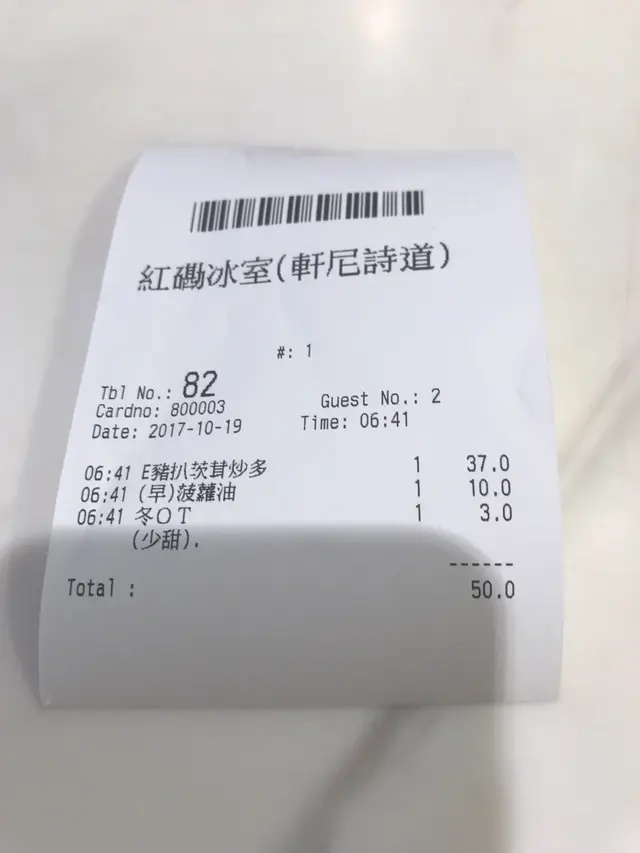 紅磡冰室(軒尼詩道)
#: 1
Tbl No.: 82
Cardno: 800003 Guest No.: 2
Date: 2017-10-19 Time: 06:41
06:41 E豬扒茨茸炒多 1 37.0
06:41 (早)菠蘿油 1 10.0
06:41 冬OT 1 3.0
(少甜).
------
Total : 50.0